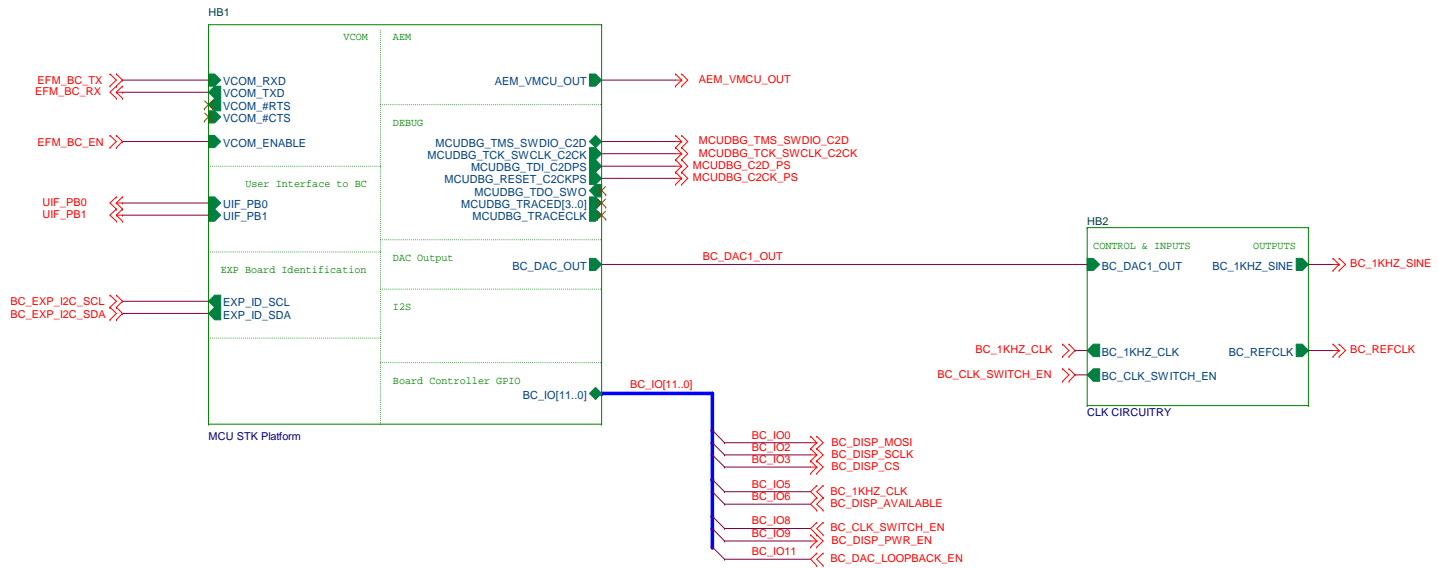 HB1
VCOM
AEM
EFM_BC_TX
VCOM_RXD
AEM_VMCU_OUT
AEM_VMCU_OUT
EFM_BC_RX
VCOM_TXD
VCOM_#RTS
VCOM_#CTS
DEBUG
EFM_BC_EN
VCOM_ENABLE
MCUDBG_TMS_SWDIO_C2D
MCUDBG_TMS_SWDIO_C2D
MCUDBG_TCK_SWCLK_C2CK
MCUDBG_TCK_SWCLK_C2CK
MCUDBG_TDI_C2DPS
MCUDBG_C2D_PS
MCUDBG_RESET_C2CKPS
MCUDBG_C2CK_PS
User Interface to BC
MCUDBG_TDO_SWO
UIF_PB0
UIF_PB0
MCUDBG_TRACED[3..0]
UIF_PB1
UIF_PB1
MCUDBG_TRACECLK
DAC Output
BC_DAC_OUT
BC_DAC1_OUT
EXP Board Identification
BC_EXP_I2C_SCL
EXP_ID_SCL
I2S
BC_EXP_I2C_SDA
EXP_ID_SDA
Board Controller GPIO
BC_IO[11..0]
BC_IO[11..0]
MCU STK Platform
HB2
CONTROL & INPUTS
OUTPUTS
BC_DAC1_OUT
BC_1KHZ_SINE
BC_1KHZ_SINE
BC_1KHZ_CLK
BC_1KHZ_CLK
BC_REFCLK
BC_REFCLK
BC_CLK_SWITCH_EN
BC_CLK_SWITCH_EN
CLK CIRCUITRY
BC_IO0
BC_DISP_MOSI
BC_IO2
BC_DISP_SCLK
BC_IO3
BC_DISP_CS
BC_IO5
BC_1KHZ_CLK
BC_IO6
BC_DISP_AVAILABLE
BC_IO8
BC_CLK_SWITCH_EN
BC_IO9
BC_DISP_PWR_EN
BC_IO11
BC_DAC_LOOPBACK_EN